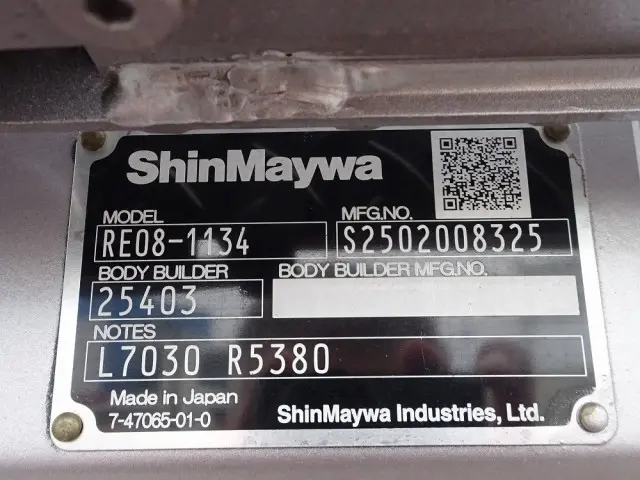 ShinMaywa
MODEL MFG.NO.
RE08-1134 S2502008325
BODY BUILDER BODY BUILDER MFG.NO.
25403
NOTES
L7030 R5380
Made in Japan
7-47065-01-0 ShinMaywa Industries, Ltd.